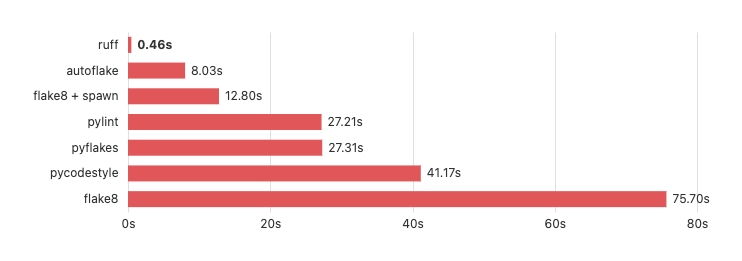 ruff 0.46s
autoflake 8.03s
flake8 + spawn 12.80s
pylint 27.21s
pyflakes 27.31s
pycodestyle 41.17s
flake8 75.70s
0s 20s 40s 60s 80s